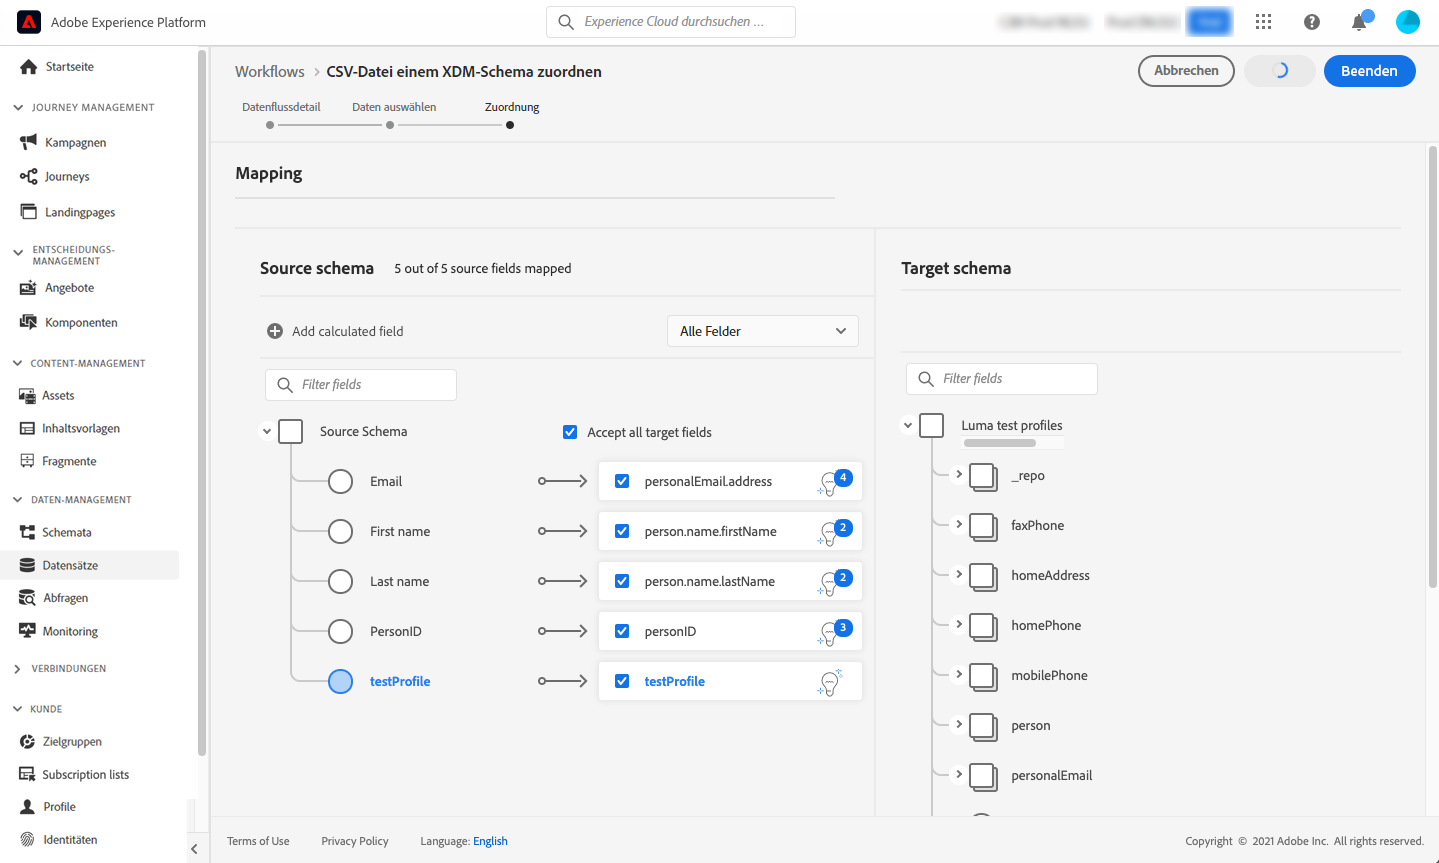 Adobe Experience Platform
Experience Cloud durchsuchen ...
Startseite
JOURNEY MANAGEMENT
Kampagnen
Journeys
Landingpages
ENTSCHEIDUNGS-
MANAGEMENT
Angebote
Komponenten
CONTENT-MANAGEMENT
Assets
Inhaltsvorlagen
Fragmente
DATEN-MANAGEMENT
Schemata
Datensätze
Abfragen
Monitoring
VERBINDUNGEN
KUNDE
Zielgruppen
Subscription lists
Profile
Identitäten
Workflows > CSV-Datei einem XDM-Schema zuordnen
Abbrechen
Beenden
Datenflussdetail
Daten auswählen
Zuordnung
Mapping
Source schema 5 out of 5 source fields mapped
Add calculated field
Alle Felder
Filter fields
Source Schema
Accept all target fields
Email personalEmail.address 4
First name person.name.firstName 2
Last name person.name.lastName 2
PersonID personID 3
testProfile testProfile
Target schema
Filter fields
Luma test profiles
_repo
faxPhone
homeAddress
homePhone
mobilePhone
person
personalEmail
Terms of Use Privacy Policy Language: English
Copyright © 2021 Adobe Inc. All rights reserved.